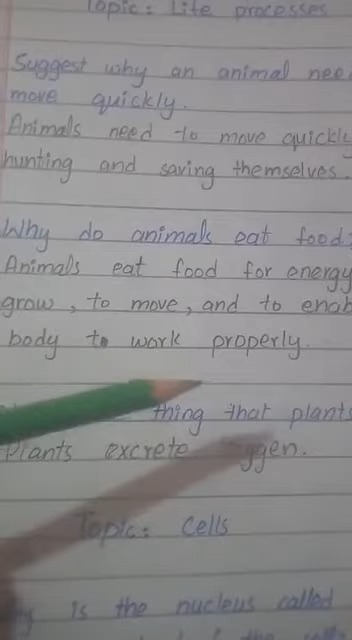 Topic: Life processes
Suggest why an animal nee
move quickly.
Animals need to move quickly
hunting and saving themselves.
Why do animals eat food?
Animals eat food for energy
grow, to move, and to enab
body to work properly.
thing that plants
Plants excrete
Topic: Cells
is the nucleus called